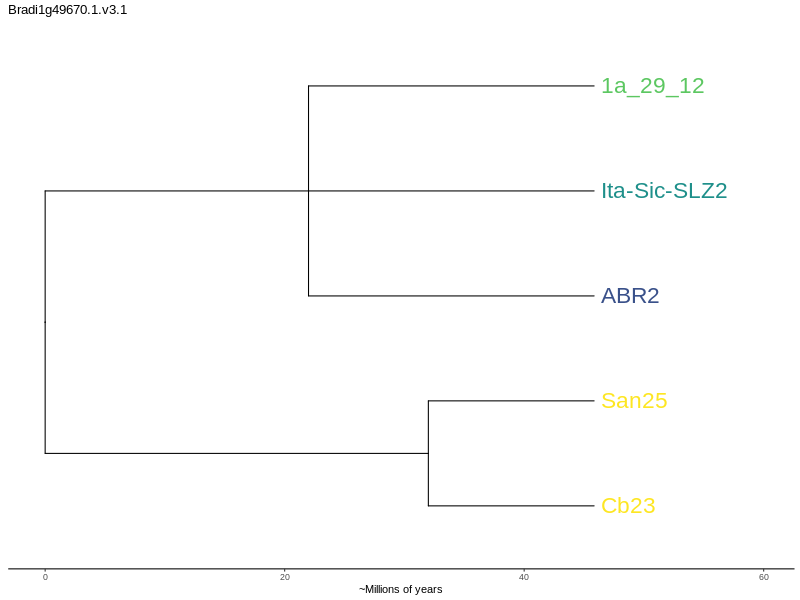 Bradi1g49670.1.v3.1
1a_29_12
Ita-Sic-SLZ2
ABR2
San25
Cb23
0 20 40 60
~Millions of years